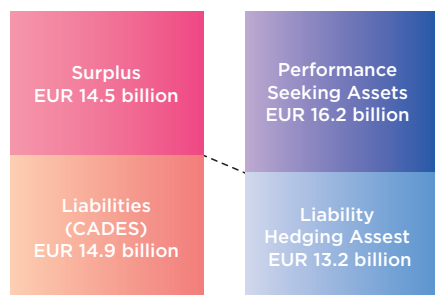 Surplus
EUR 14.5 billion
Performance
Seeking Assets
EUR 16.2 billion
Liabilities
(CADES)
EUR 14.9 billion
Liability
Hedging Assest
EUR 13.2 billion